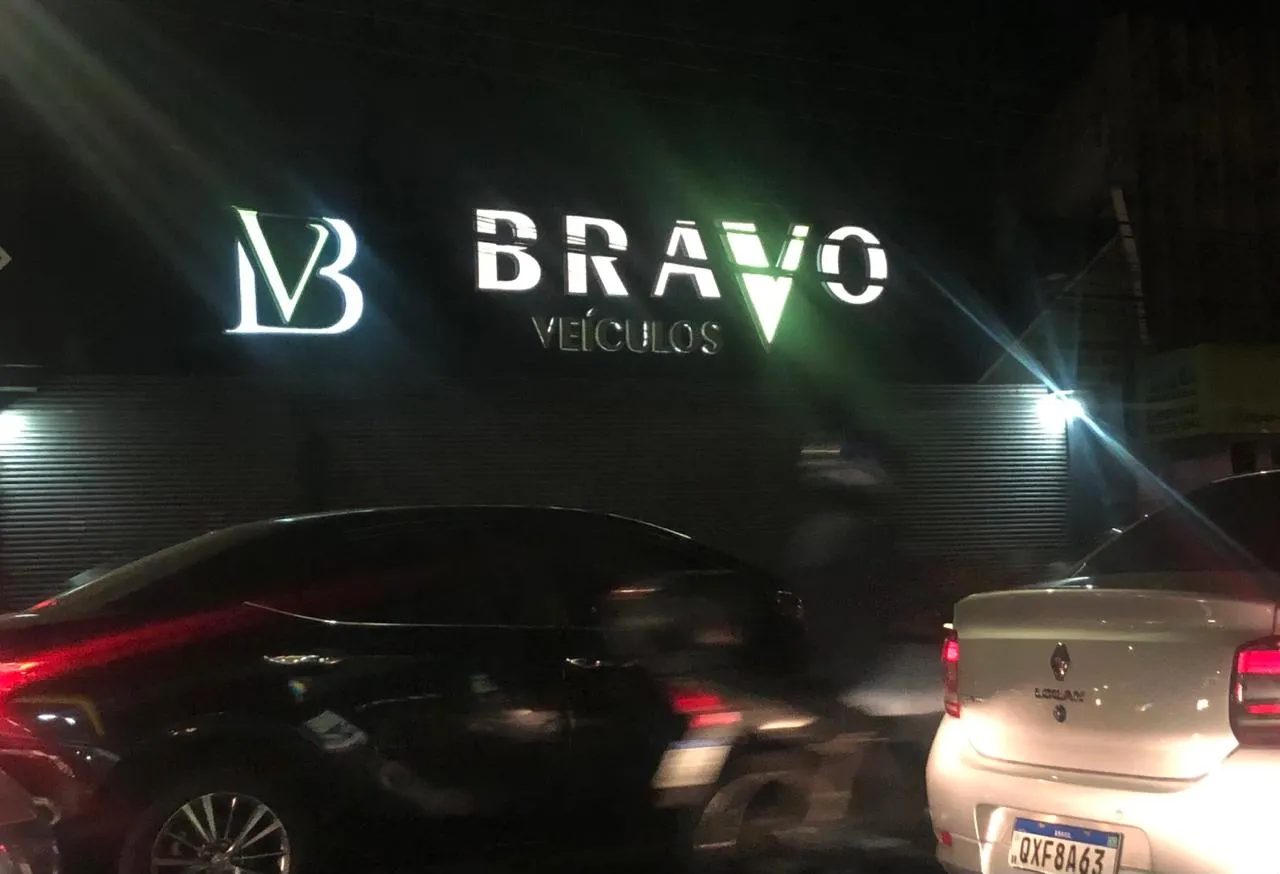 VB
BRAVO
VEÍCULOS
LOGAN
BRASIL
QXF8A63